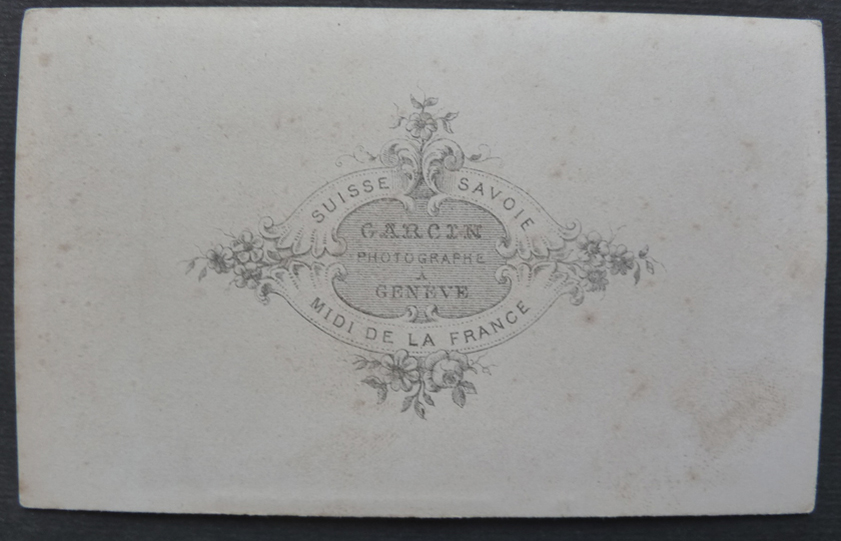 SUISSE SAVOIE
GARCIN
PHOTOGRAPHE
A
GENÈVE
MIDI DE LA FRANCE